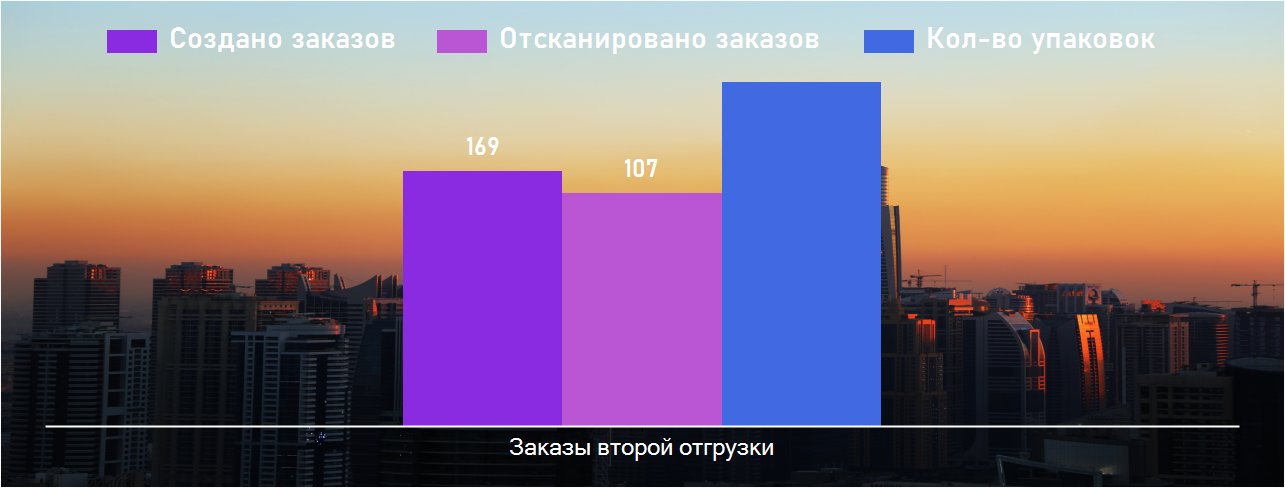 Создано заказов Отсканировано заказов Кол-во упаковок
169
107
Заказы второй отгрузки